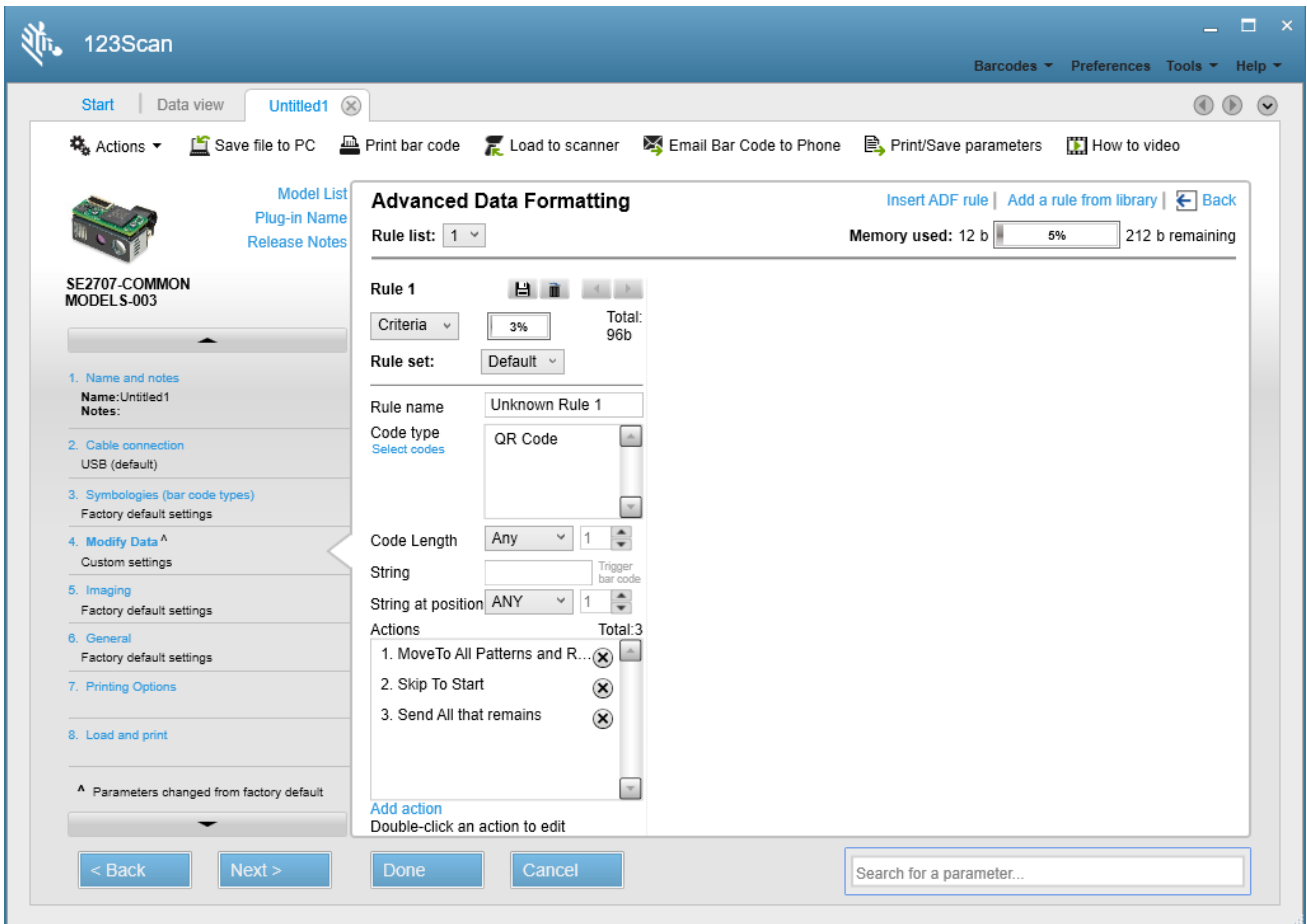 123Scan
Barcodes Preferences Tools Help
Start Data view Untitled1
Actions Save file to PC Print bar code Load to scanner Email Bar Code to Phone Print/Save parameters How to video
Model List
Plug-in Name
Release Notes
SE2707-COMMON
MODELS-003
1. Name and notes
Name:Untitled1
Notes:
2. Cable connection
USB (default)
3. Symbologies (bar code types)
Factory default settings
4. Modify Data ^
Custom settings
5. Imaging
Factory default settings
6. General
Factory default settings
7. Printing Options
8. Load and print
^ Parameters changed from factory default
Advanced Data Formatting
Insert ADF rule | Add a rule from library | Back
Rule list: 1
Memory used: 12 b 5% 212 b remaining
Rule 1
Criteria 3% Total:
96b
Rule set: Default
Rule name Unknown Rule 1
Code type QR Code
Select codes
Code Length Any 1
String Trigger
bar code
String at position ANY 1
Actions Total:3
1. MoveTo All Patterns and R...
2. Skip To Start
3. Send All that remains
Add action
Double-click an action to edit
< Back Next > Done Cancel Search for a parameter...